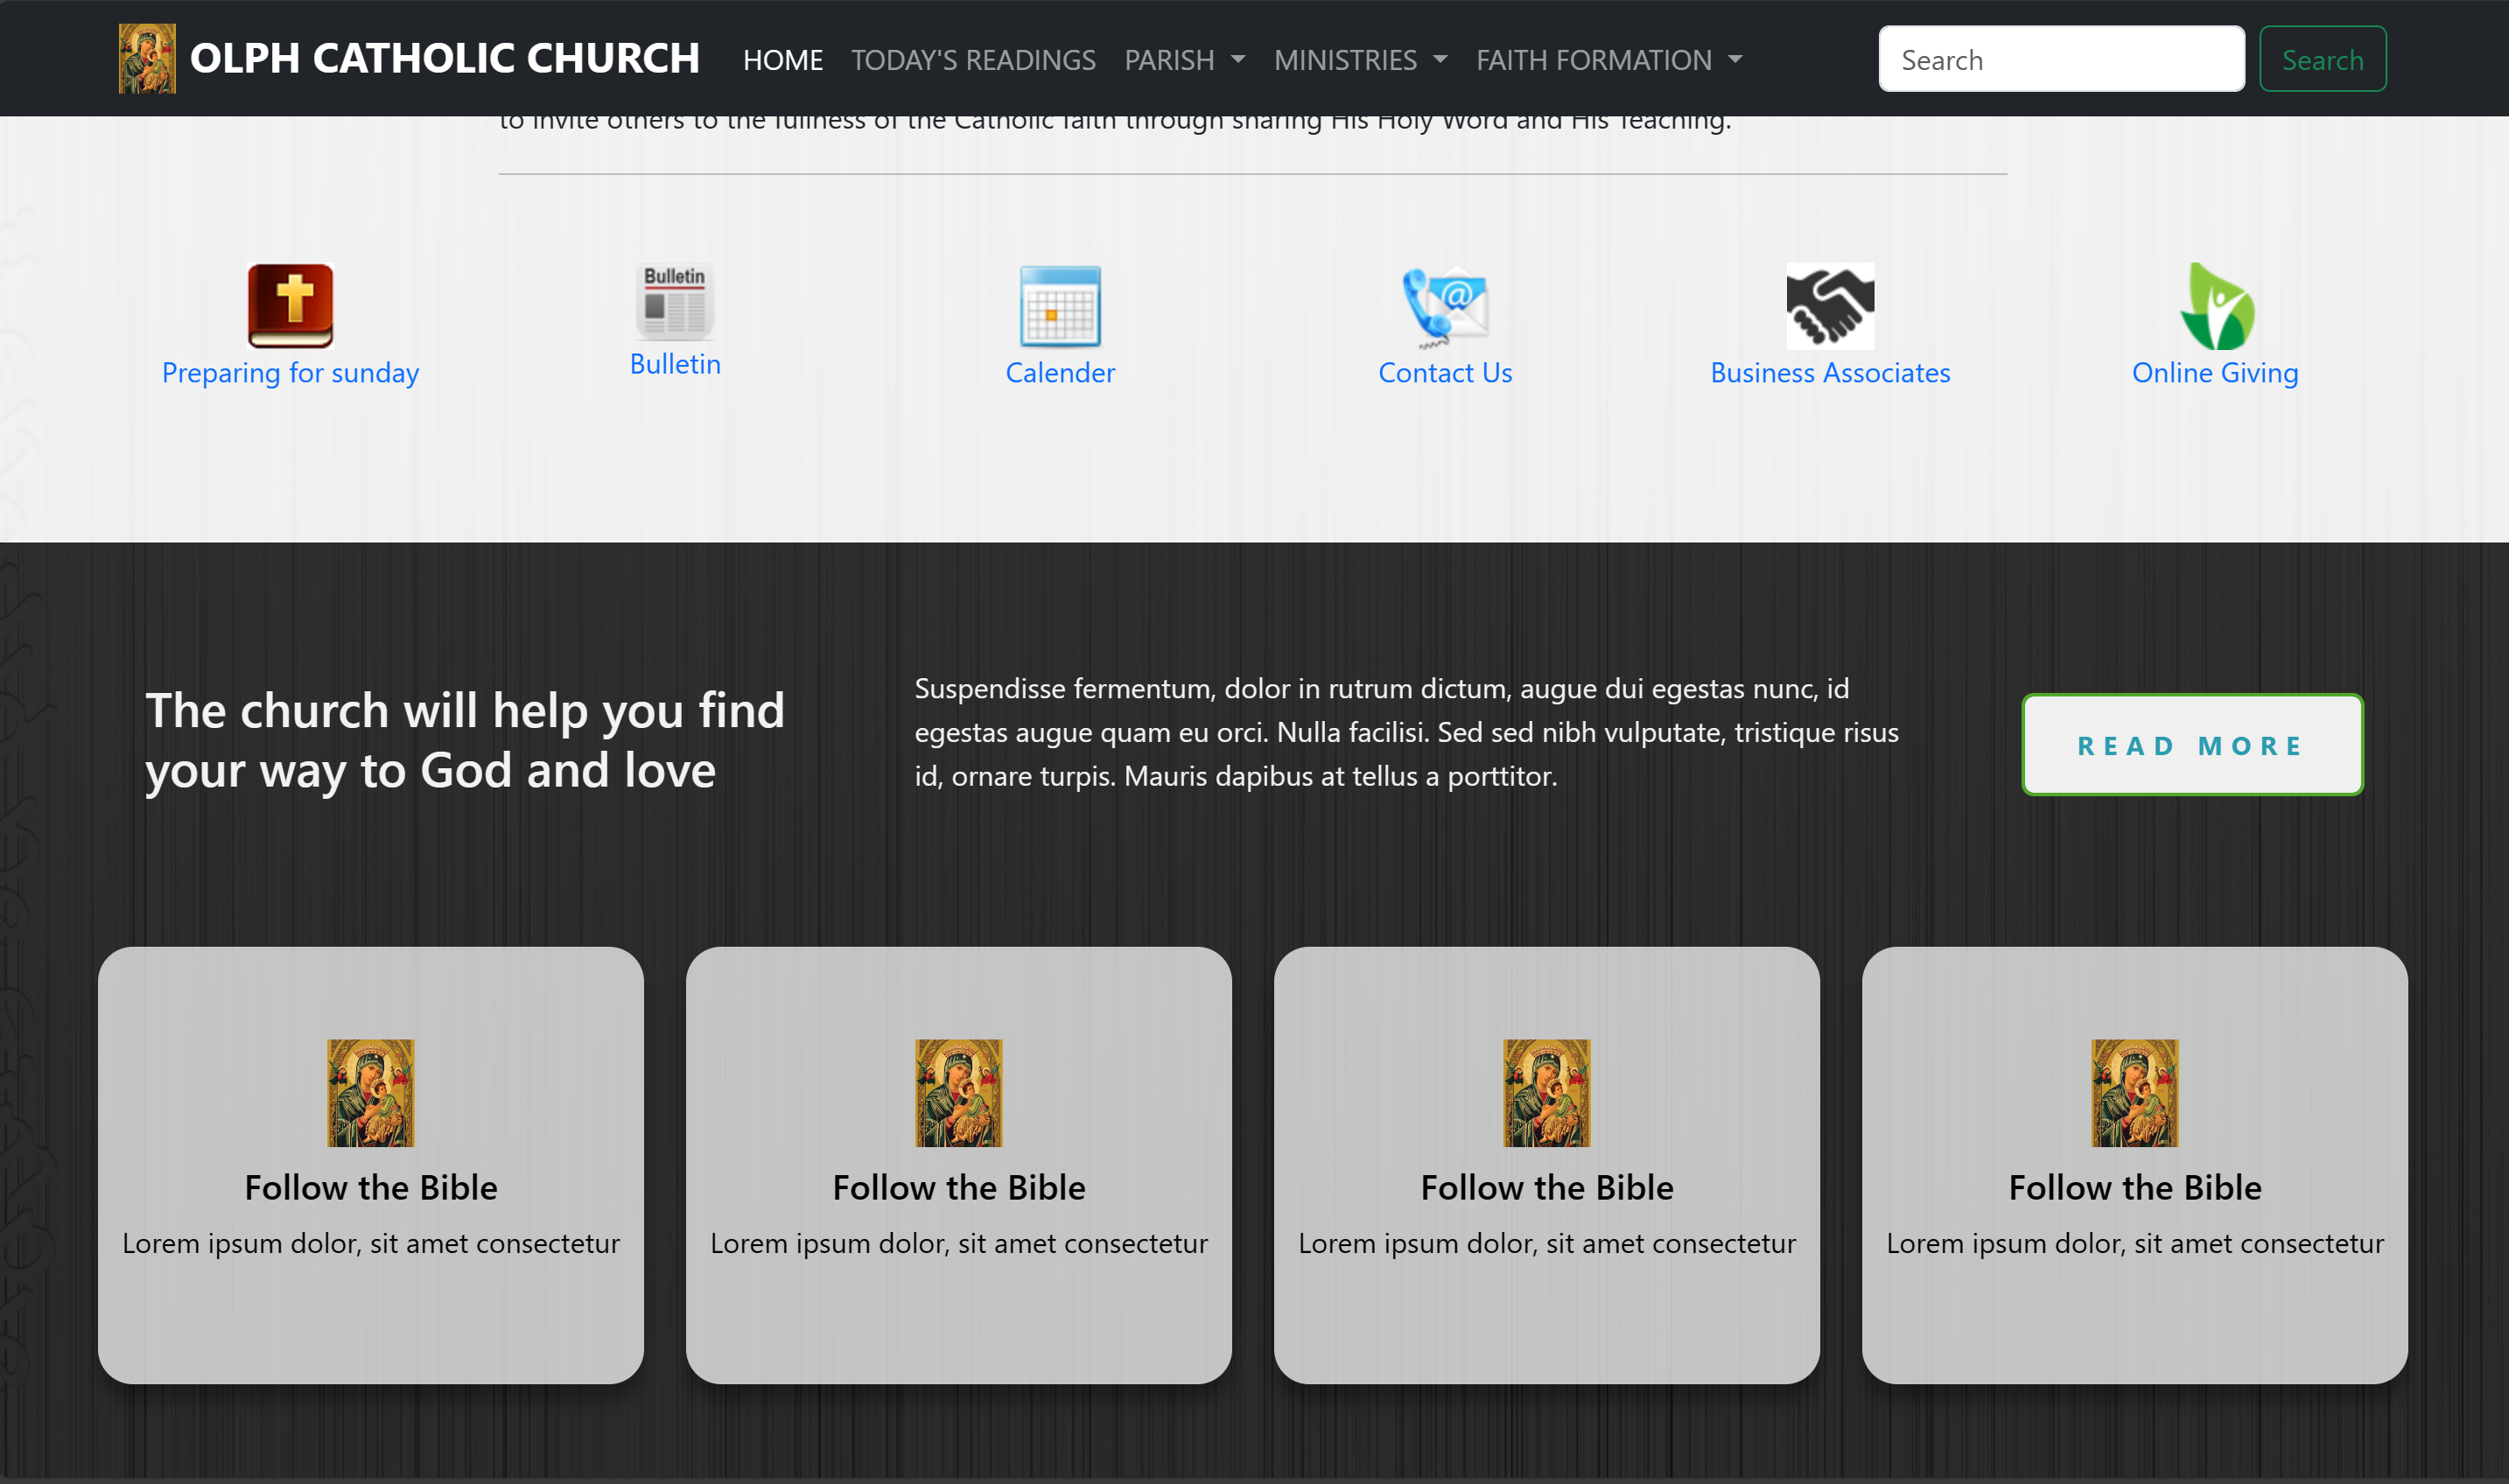 OLPH CATHOLIC CHURCH HOME TODAY'S READINGS PARISH MINISTRIES FAITH FORMATION Search Search
to invite others to the fullness of the Catholic faith through sharing His Holy Word and His Teaching.
Bulletin
Preparing for sunday Bulletin Calender Contact Us Business Associates Online Giving
The church will help you find
your way to God and love
Suspendisse fermentum, dolor in rutrum dictum, augue dui egestas nunc, id
egestas augue quam eu orci. Nulla facilisi. Sed sed nibh vulputate, tristique risus
id, ornare turpis. Mauris dapibus at tellus a porttitor.
READ MORE
Follow the Bible
Lorem ipsum dolor, sit amet consectetur
Follow the Bible
Lorem ipsum dolor, sit amet consectetur
Follow the Bible
Lorem ipsum dolor, sit amet consectetur
Follow the Bible
Lorem ipsum dolor, sit amet consectetur